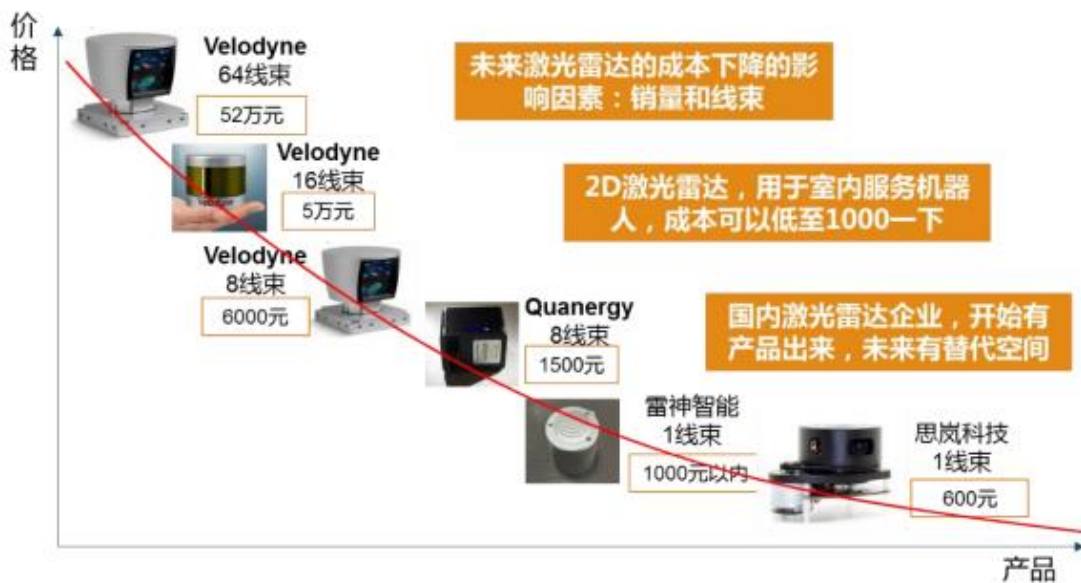 价
格
Velodyne
64线束
52万元
未来激光雷达的成本下降的影
响因素：销量和线束
Velodyne
16线束
5万元
2D激光雷达，用于室内服务机器
人，成本可以低至1000一下
Velodyne
8线束
6000元
Quanergy
8线束
1500元
国内激光雷达企业，开始有
产品出来，未来有替代空间
雷神智能
1线束
1000元以内
思岚科技
1线束
600元
产品